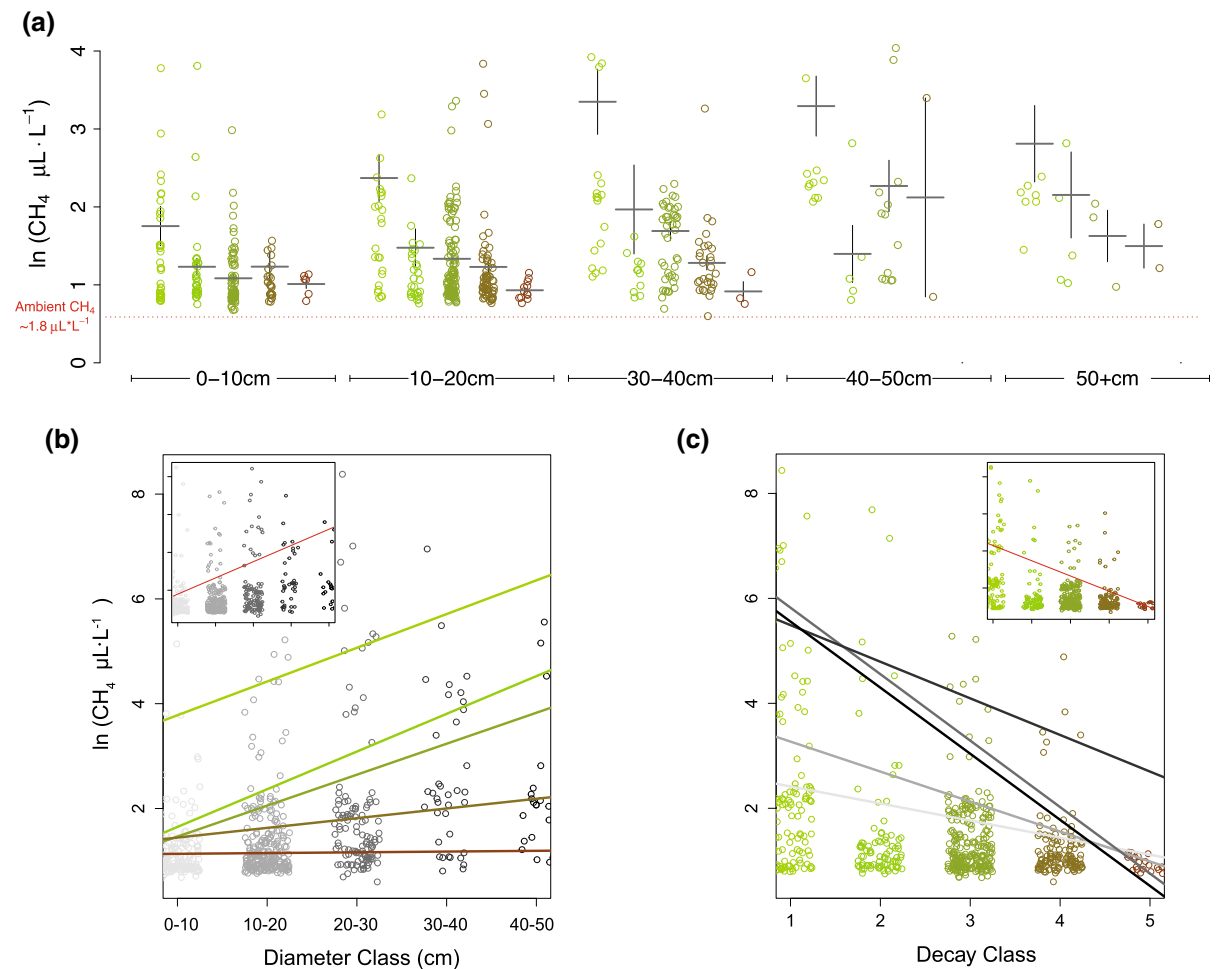 (a)
ln (CH4 μL · L−1)
4
3
2
1
0
Ambient CH4
~1.8 μL*L−1
0−10cm
10−20cm
30−40cm
40−50cm
50+cm
(b)
ln (CH4 μL·L-1)
8
6
4
2
0-10
10-20
20-30
30-40
40-50
Diameter Class (cm)
(c)
8
6
4
2
1
2
3
4
5
Decay Class